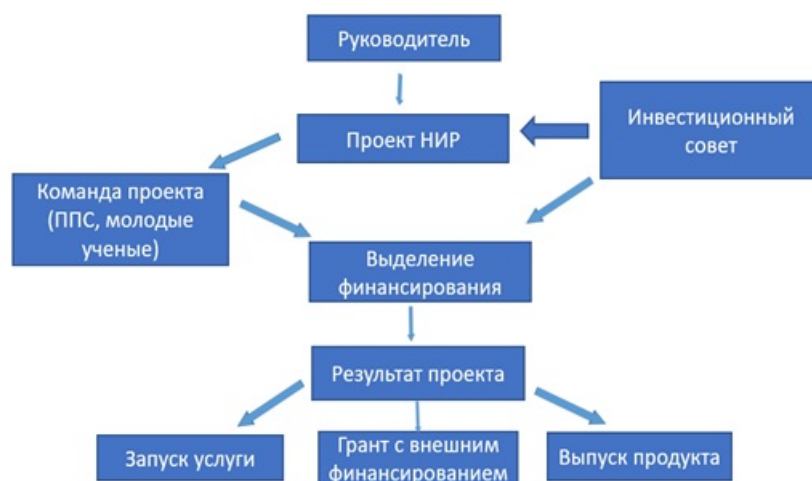 Руководитель
Проект НИР
Инвестиционный
совет
Команда проекта
(ППС, молодые
ученые)
Выделение
финансирования
Результат проекта
Запуск услуги
Грант с внешним
финансированием
Выпуск продукта